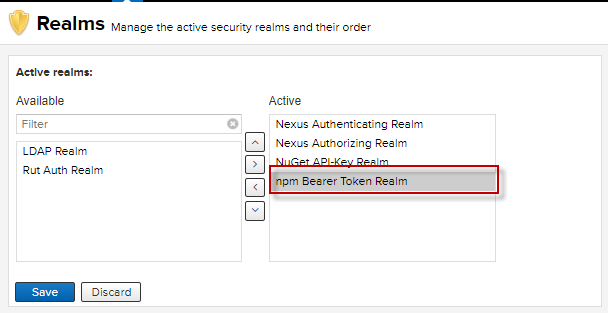 Realms Manage the active security realms and their order
Active realms:
Available
Active
Filter
LDAP Realm
Rut Auth Realm
Nexus Authenticating Realm
Nexus Authorizing Realm
NuGet API-Key Realm
npm Bearer Token Realm
Save
Discard